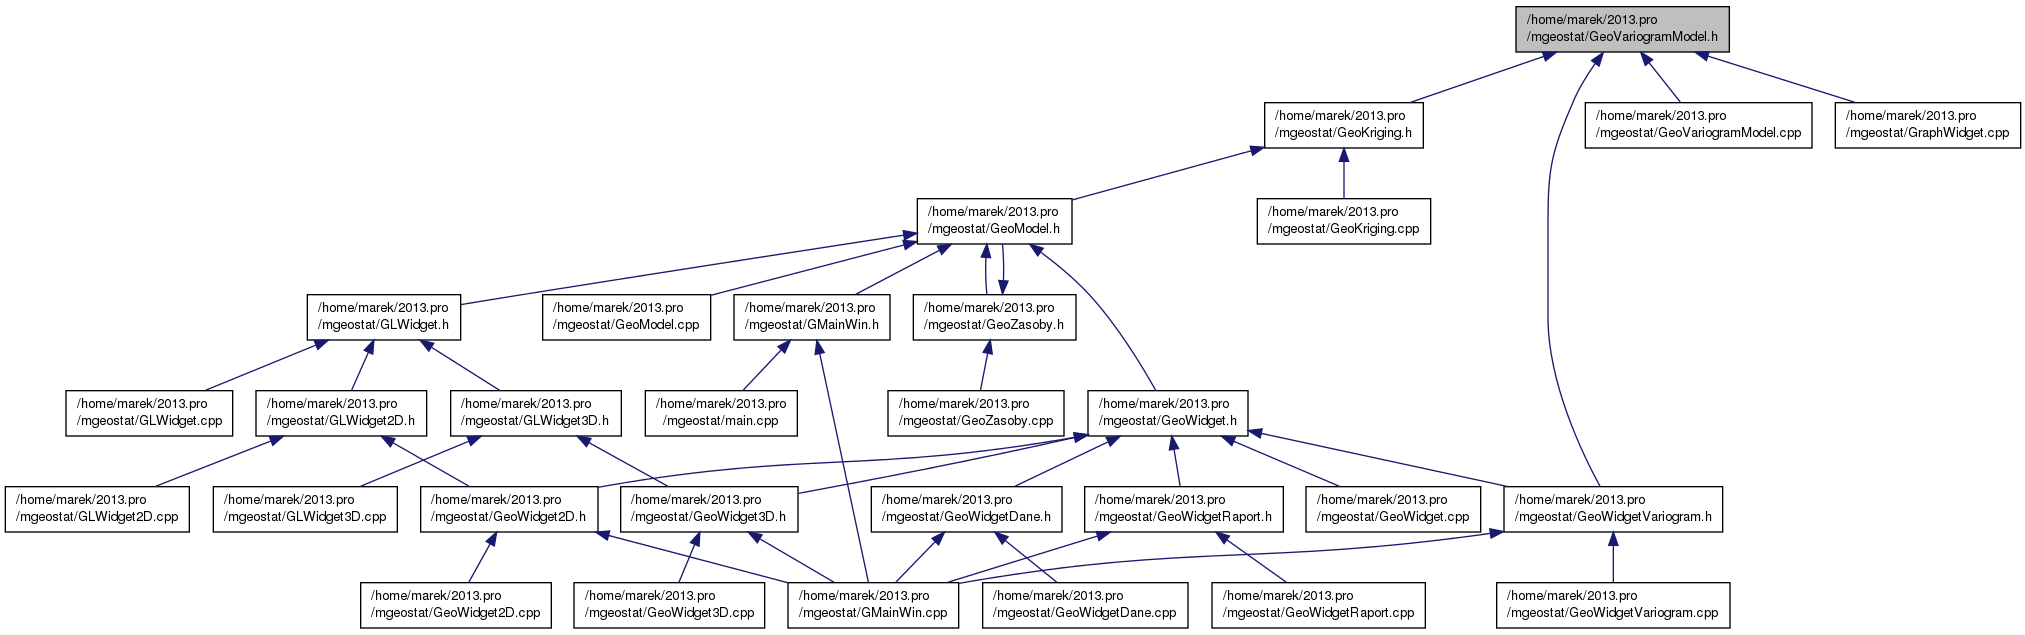 /home/marek/2013.pro
/mgeostat/GeoVariogramModel.h
/home/marek/2013.pro
/mgeostat/GeoKriging.h
/home/marek/2013.pro
/mgeostat/GeoVariogramModel.cpp
/home/marek/2013.pro
/mgeostat/GraphWidget.cpp
/home/marek/2013.pro
/mgeostat/GeoModel.h
/home/marek/2013.pro
/mgeostat/GeoKriging.cpp
/home/marek/2013.pro
/mgeostat/GLWidget.h
/home/marek/2013.pro
/mgeostat/GeoModel.cpp
/home/marek/2013.pro
/mgeostat/GMainWin.h
/home/marek/2013.pro
/mgeostat/GeoZasoby.h
/home/marek/2013.pro
/mgeostat/GLWidget.cpp
/home/marek/2013.pro
/mgeostat/GLWidget2D.h
/home/marek/2013.pro
/mgeostat/GLWidget3D.h
/home/marek/2013.pro
/mgeostat/main.cpp
/home/marek/2013.pro
/mgeostat/GeoZasoby.cpp
/home/marek/2013.pro
/mgeostat/GeoWidget.h
/home/marek/2013.pro
/mgeostat/GLWidget2D.cpp
/home/marek/2013.pro
/mgeostat/GLWidget3D.cpp
/home/marek/2013.pro
/mgeostat/GeoWidget2D.h
/home/marek/2013.pro
/mgeostat/GeoWidget3D.h
/home/marek/2013.pro
/mgeostat/GeoWidgetDane.h
/home/marek/2013.pro
/mgeostat/GeoWidgetRaport.h
/home/marek/2013.pro
/mgeostat/GeoWidget.cpp
/home/marek/2013.pro
/mgeostat/GeoWidgetVariogram.h
/home/marek/2013.pro
/mgeostat/GeoWidget2D.cpp
/home/marek/2013.pro
/mgeostat/GeoWidget3D.cpp
/home/marek/2013.pro
/mgeostat/GMainWin.cpp
/home/marek/2013.pro
/mgeostat/GeoWidgetDane.cpp
/home/marek/2013.pro
/mgeostat/GeoWidgetRaport.cpp
/home/marek/2013.pro
/mgeostat/GeoWidgetVariogram.cpp